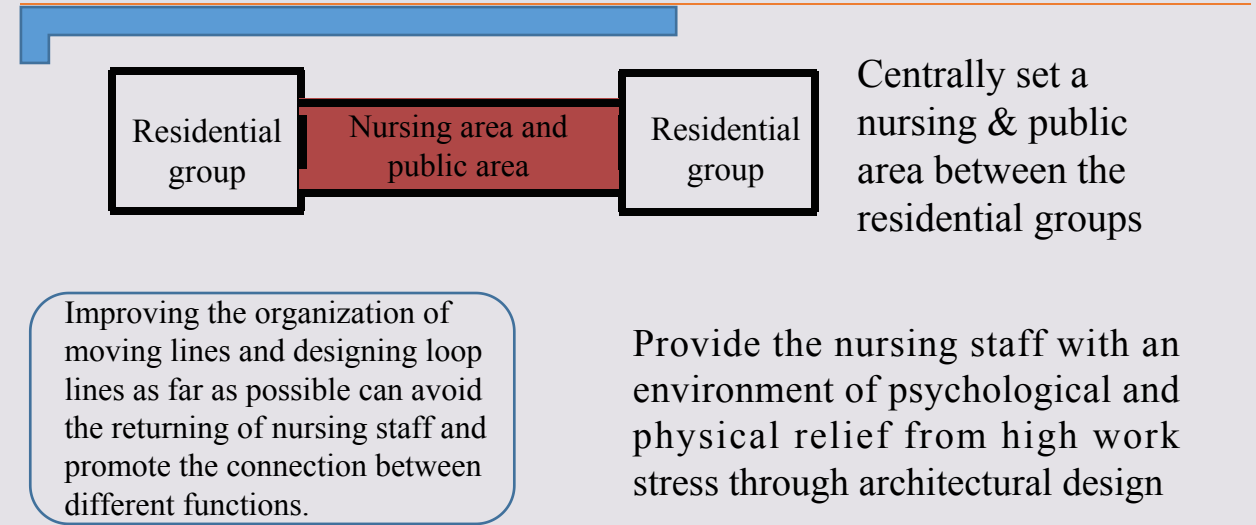 Residential
group
Nursing area and
public area
Residential
group
Centrally set a
nursing & public
area between the
residential groups
Improving the organization of
moving lines and designing loop
lines as far as possible can avoid
the returning of nursing staff and
promote the connection between
different functions.
Provide the nursing staff with an
environment of psychological and
physical relief from high work
stress through architectural design